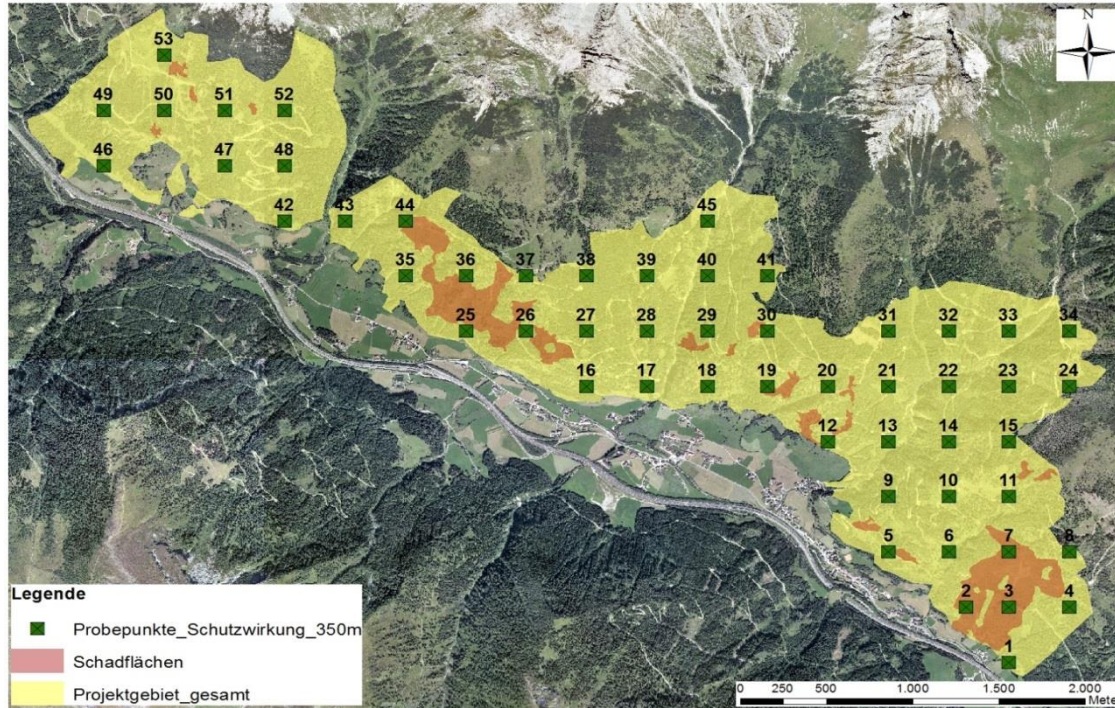 N
53
49 50 51 52
46 47 48
42 43 44 45
35 36 37 38 39 40 41
25 26 27 28 29 30 31 32 33 34
16 17 18 19 20 21 22 23 24
12 13 14 15
9 10 11
5 6 7 8
2 3 4
1
Legende
Probepunkte_Schutzwirkung_350m
Schadflächen
Projektgebiet_gesamt
0 250 500 1.000 1.500 2.000
Mete